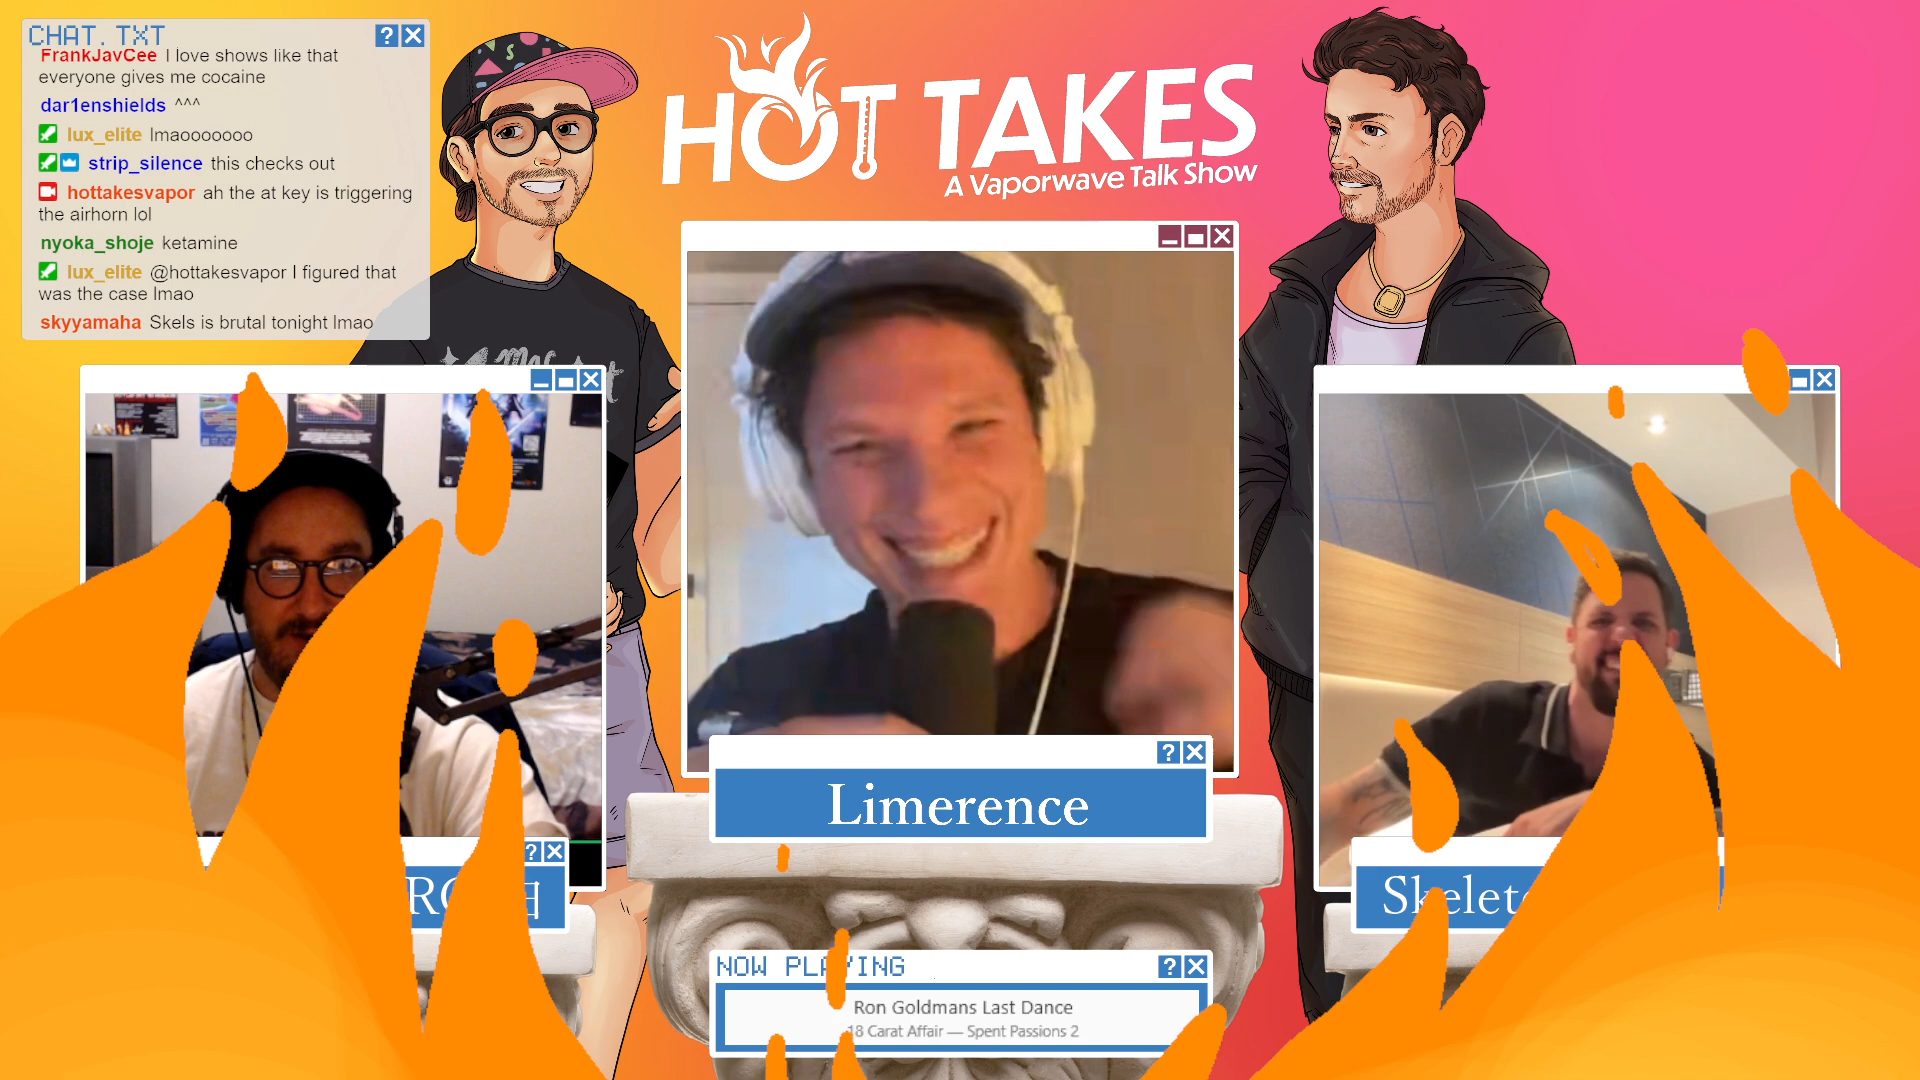 CHAT.TXT
FrankJavCee I love shows like that
everyone gives me cocaine
dar1enshields ^^^
lux_elite lmaooooooo
strip_silence this checks out
hottakesvapor ah the at key is triggering
the airhorn lol
nyoka_shoje ketamine
lux_elite @hottakesvapor I figured that
was the case lmao
skyyamaha Skels is brutal tonight lmao
HOT TAKES
A Vaporwave Talk Show
Limerence
Skelet
NOW PLAYING
Ron Goldmans Last Dance
18 Carat Affair — Spent Passions 2